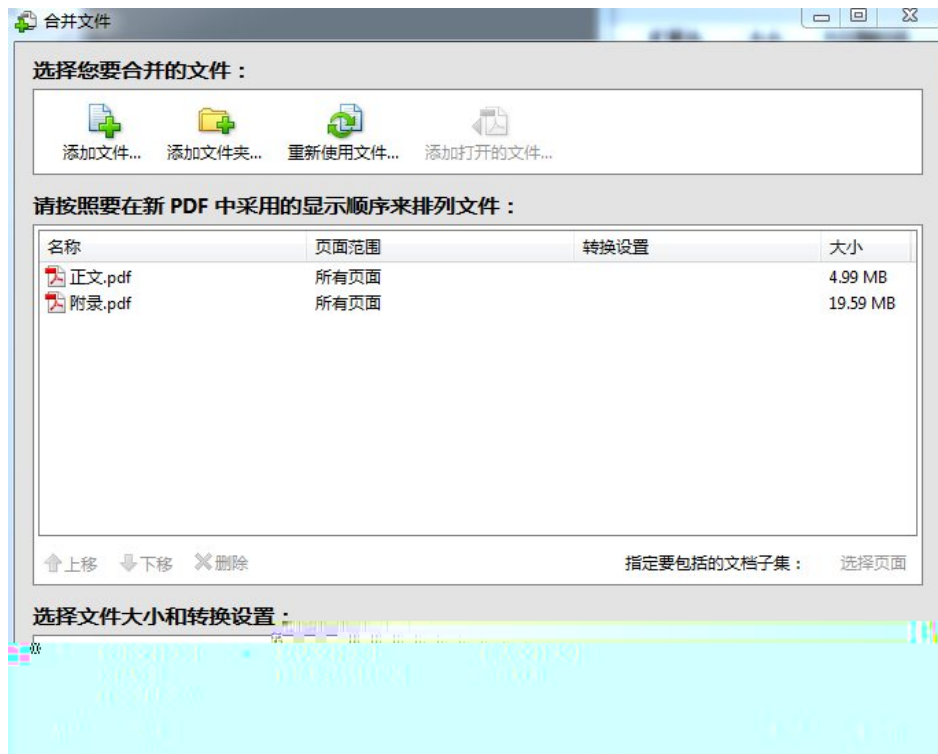 合并文件
选择您要合并的文件：
添加文件... 添加文件夹... 重新使用文件... 添加打开的文件...
请按照要在新 PDF 中采用的显示顺序来排列文件：
名称 页面范围 转换设置 大小
正文.pdf 所有页面 4.99 MB
附录.pdf 所有页面 19.59 MB
上移 下移 删除 指定要包括的文档子集： 选择页面
选择文件大小和转换设置：